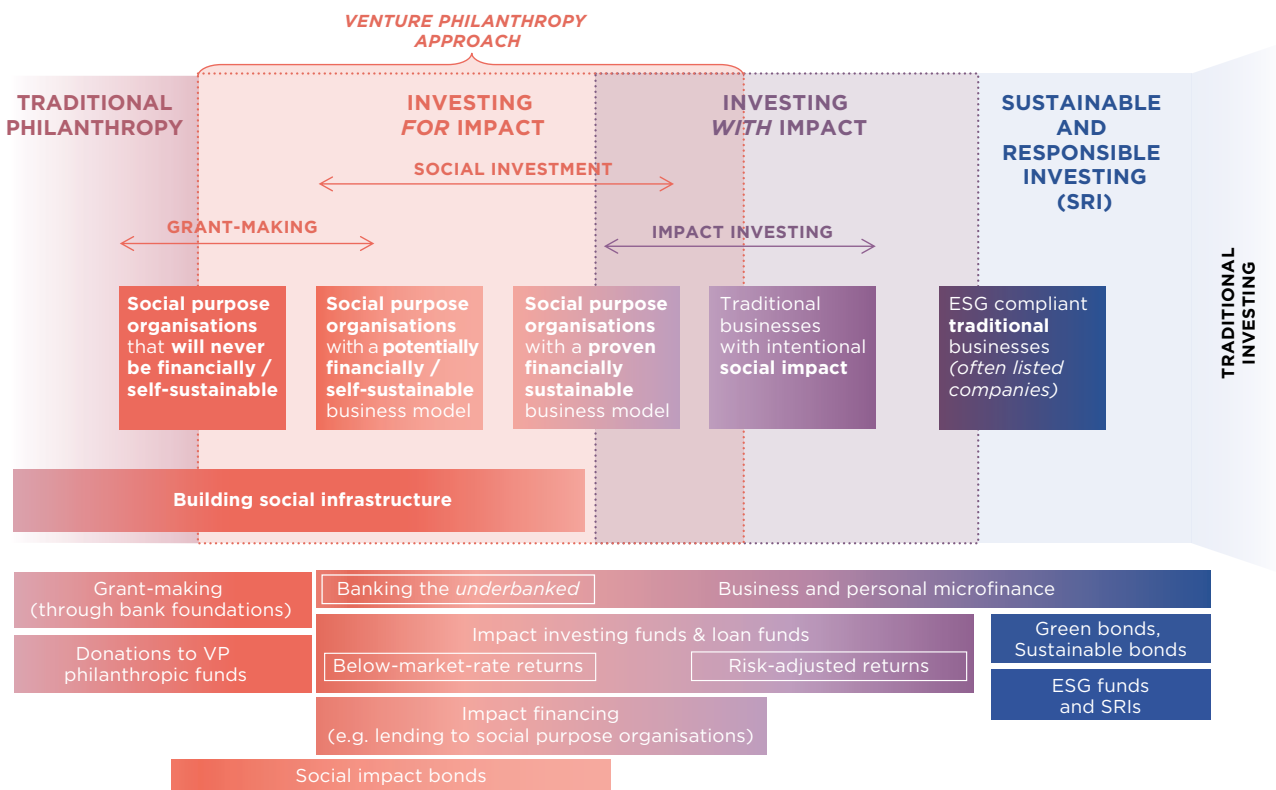 VENTURE PHILANTHROPY
APPROACH
TRADITIONAL
PHILANTHROPY
INVESTING
FOR IMPACT
INVESTING
WITH IMPACT
SUSTAINABLE
AND
RESPONSIBLE
INVESTING
(SRI)
SOCIAL INVESTMENT
GRANT-MAKING
IMPACT INVESTING
TRADITIONAL
INVESTING
Social purpose
organisations
that will never
be financially /
self-sustainable
Social purpose
organisations
with a potentially
financially /
self-sustainable
business model
Social purpose
organisations
with a proven
financially
sustainable
business model
Traditional
businesses
with intentional
social impact
ESG compliant
traditional
businesses
(often listed
companies)
Building social infrastructure
Grant-making
(through bank foundations)
Banking the underbanked
Business and personal microfinance
Donations to VP
philanthropic funds
Impact investing funds & loan funds
Below-market-rate returns
Risk-adjusted returns
Green bonds,
Sustainable bonds
ESG funds
and SRIs
Impact financing
(e.g. lending to social purpose organisations)
Social impact bonds